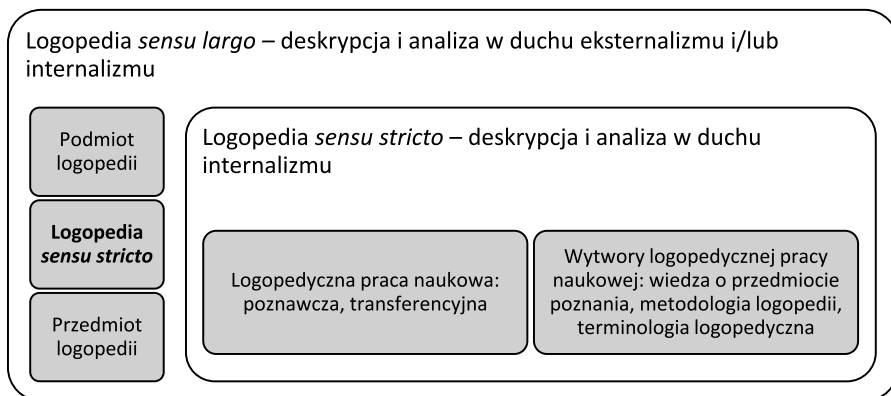 Logopedia sensu largo – deskrypcja i analiza w duchu eksternalizmu i/lub
internalizmu
Podmiot
logopedii
Logopedia
sensu stricto
Przedmiot
logopedii
Logopedia sensu stricto – deskrypcja i analiza w duchu
internalizmu
Logopedyczna praca naukowa:
poznawcza, transferencyjna
Wytwory logopedycznej pracy
naukowej: wiedza o przedmiocie
poznania, metodologia logopedii,
terminologia logopedyczna